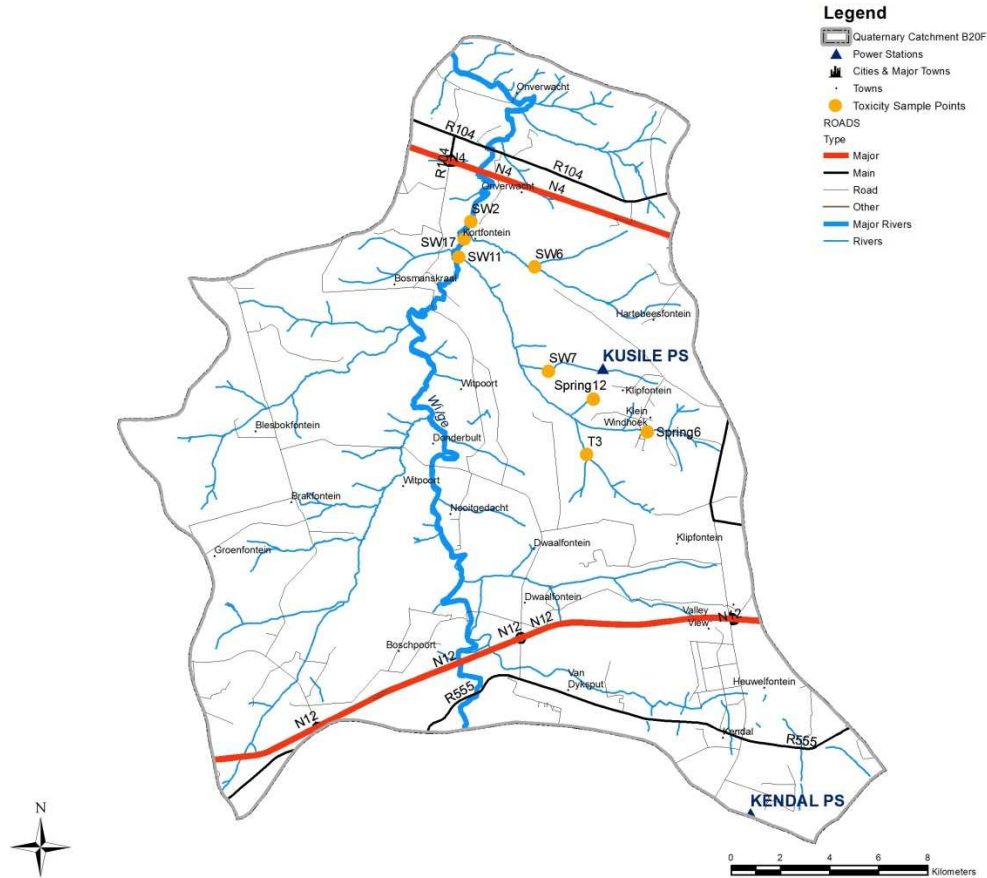 Legend
Quaternary Catchment B20F
Power Stations
Cities & Major Towns
Towns
Toxicity Sample Points
ROADS
Type
Major
Main
Road
Other
Major Rivers
Rivers
Onverwacht
R104
R104
N4
R104
N4
N4
Onverwacht
SW2
Kortfontein
SW17
SW11
SW6
Bosmanskraal
Hartebeesfontein
KUSILE PS
SW7
Spring12
Klipfontein
Witpoort
Wilge
Klein
Windhoek
Spring6
Blesbokfontein
Donderbult
T3
Witpoort
Brakfontein
Nooitgedacht
Groenfontein
Dwaalfontein
Klipfontein
Dwaalfontein
Valley
View
N12
N12
N12
N12
Boschpoort
Van
Dyksput
Heuwelfontein
R555
N12
Kendal
R555
KENDAL PS
N
0 2 4 6 8
Kilometers